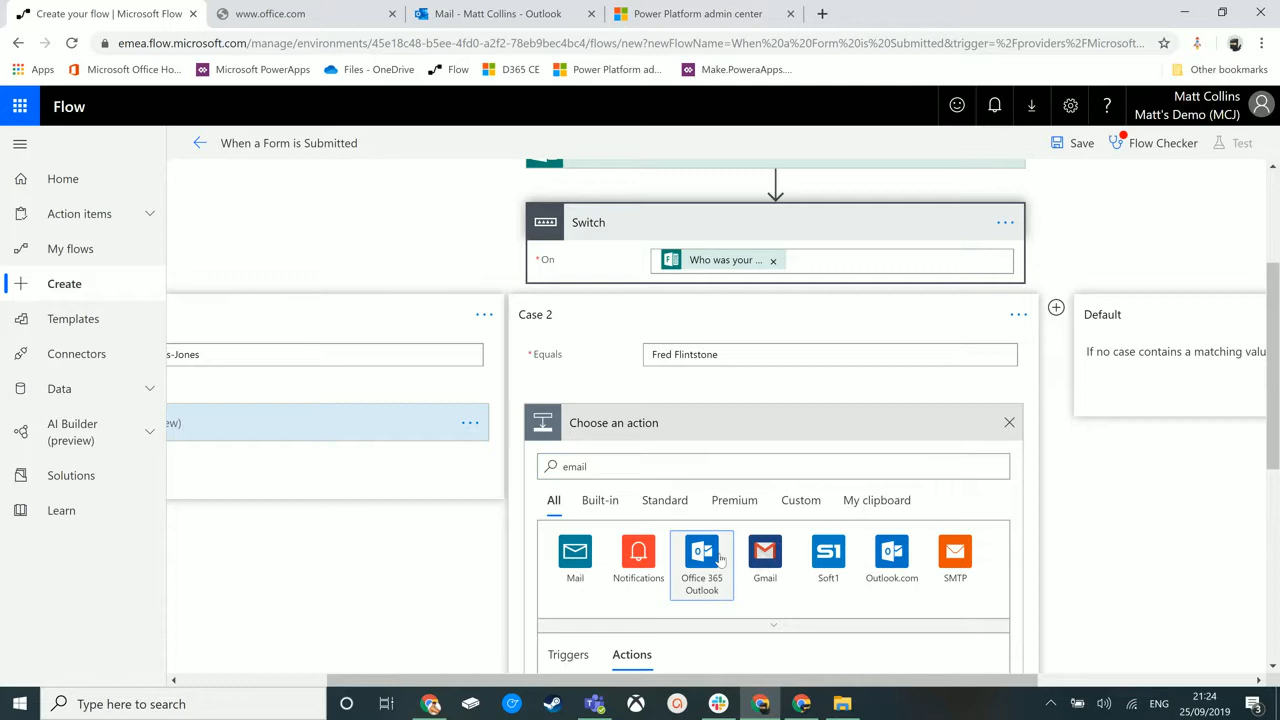 Create your flow | Microsoft Flow
www.office.com
Mail - Matt Collins - Outlook
Power Platform admin center
emea.flow.microsoft.com/manage/environments/45e18c48-b5ee-4fd0-a2f2-78eb9bec4bc4/flows/new?newFlowName=When%20a%20Form%20is%20Submitted&trigger=%2Fproviders%2FMicrosoft...
Apps
Microsoft Office Ho...
Microsoft PowerApps
Files - OneDrive
Flow
D365 CE
Power Platform ad...
Make.PoweraApps....
Other bookmarks
Flow
Matt Collins
Matt's Demo (MCJ)
When a Form is Submitted
Save
Flow Checker
Test
Home
Action items
My flows
Create
Templates
Connectors
Data
AI Builder
(preview)
Solutions
Learn
Switch
* On
Who was your ...
Case 2
Default
s-Jones
* Equals
Fred Flintstone
If no case contains a matching valu
w)
Choose an action
email
All
Built-in
Standard
Premium
Custom
My clipboard
Mail
Notifications
Office 365
Outlook
Gmail
Soft1
Outlook.com
SMTP
Triggers
Actions
Type here to search
ENG
21:24
25/09/2019
3